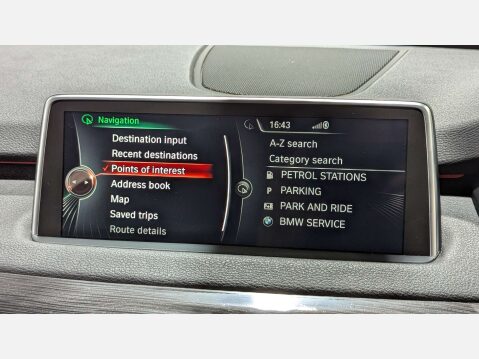 Navigation
Destination input
Recent destinations
Points of interest
Address book
Map
Saved trips
Route details
16:43
A-Z search
Category search
PETROL STATIONS
P PARKING
PARK AND RIDE
BMW SERVICE